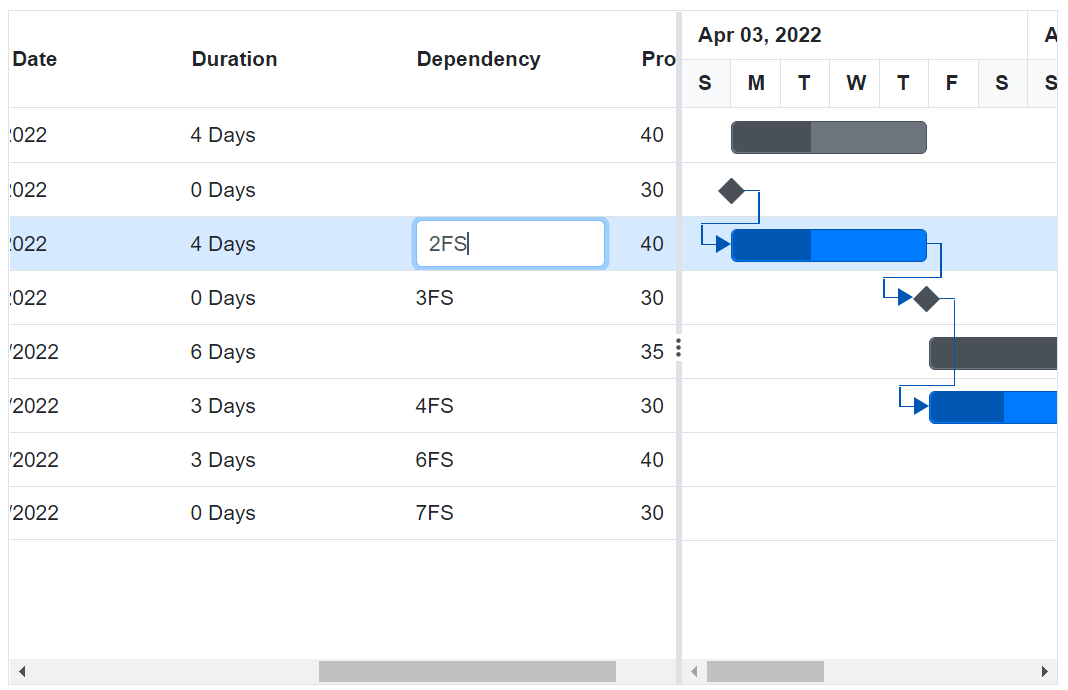 Date Duration Dependency Pro Apr 03, 2022
S M T W T F S S
2022 4 Days 40
2022 0 Days 30
2022 4 Days 2FS 40
2022 0 Days 3FS 30
/2022 6 Days 35
/2022 3 Days 4FS 30
/2022 3 Days 6FS 40
/2022 0 Days 7FS 30